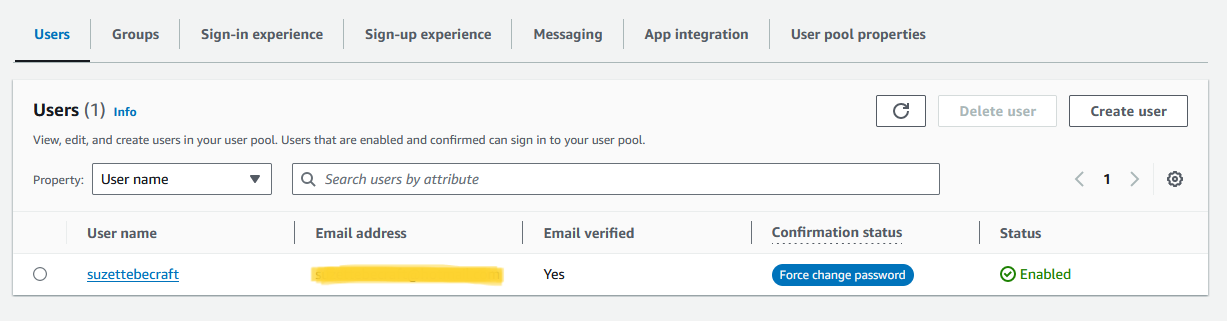 Users Groups Sign-in experience Sign-up experience Messaging App integration User pool properties
Users (1) Info
Delete user Create user
View, edit, and create users in your user pool. Users that are enabled and confirmed can sign in to your user pool.
Property: User name Search users by attribute 1
User name Email address Email verified Confirmation status Status
suzettebecraft Yes Force change password Enabled